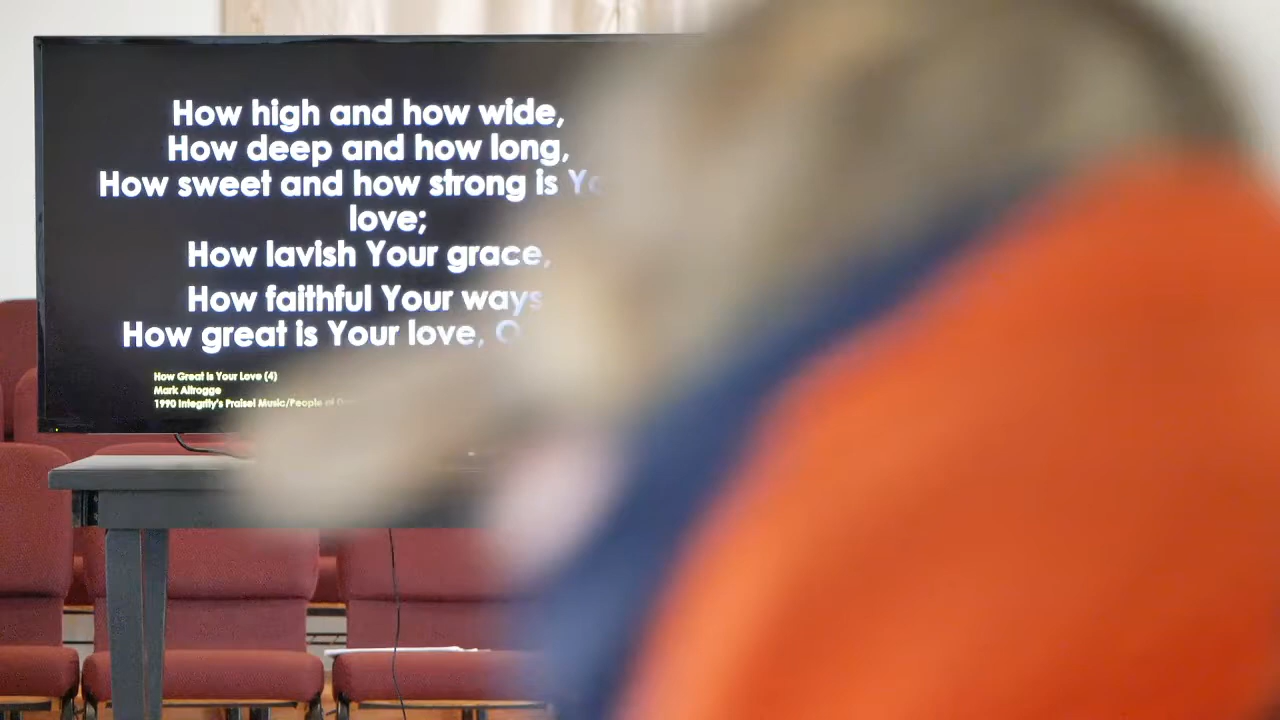 How high and how wide,
How deep and how long,
How sweet and how strong is
love;
How lavish Your grace,
How faithful Your ways
How great is Your love,
How Great is Your Love (4)
Mark Altrogge
1990 Integrity's Praise! Music/People of